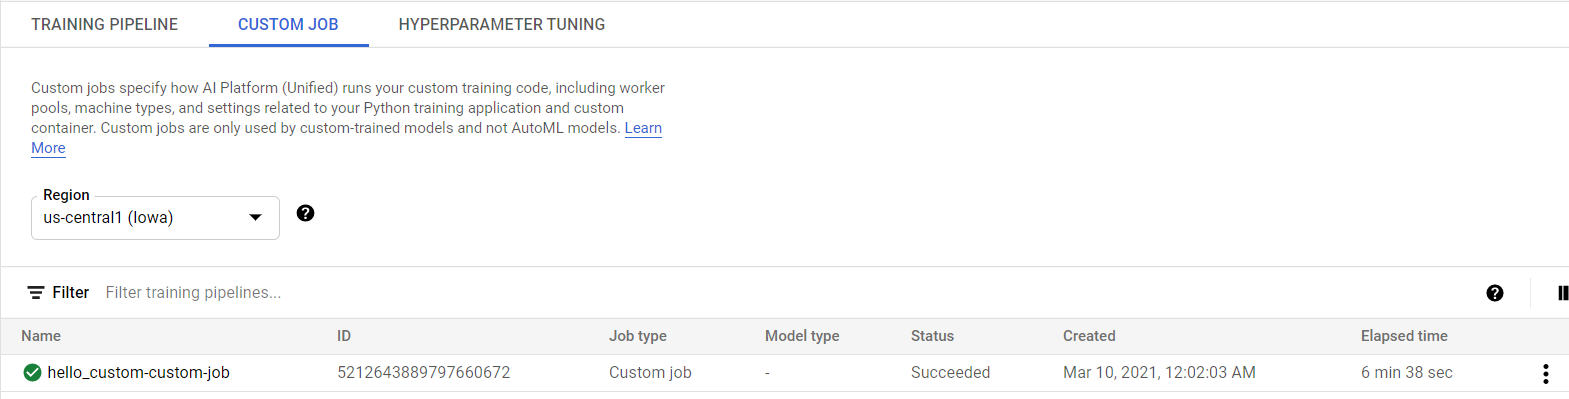 TRAINING PIPELINE CUSTOM JOB HYPERPARAMETER TUNING
Custom jobs specify how AI Platform (Unified) runs your custom training code, including worker
pools, machine types, and settings related to your Python training application and custom
container. Custom jobs are only used by custom-trained models and not AutoML models. Learn
More
Region
us-central1 (Iowa)
?
Filter Filter training pipelines... ?
Name ID Job type Model type Status Created Elapsed time
hello_custom-custom-job 5212643889797660672 Custom job - Succeeded Mar 10, 2021, 12:02:03 AM 6 min 38 sec